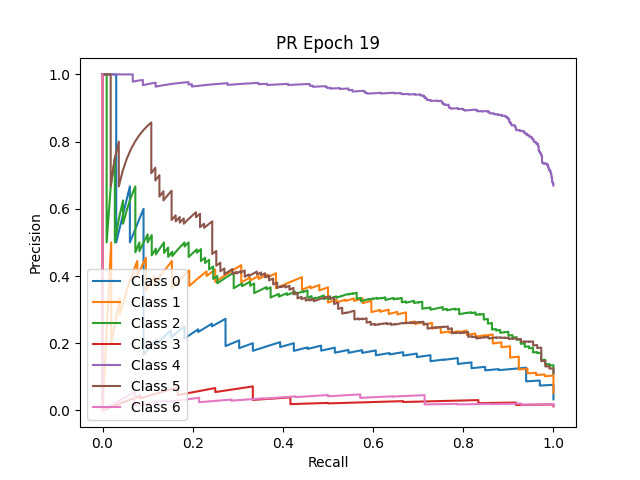 PR Epoch 19
Precision
1.0
0.8
0.6
0.4
0.2
0.0
Class 0
Class 1
Class 2
Class 3
Class 4
Class 5
Class 6
0.0 0.2 0.4 0.6 0.8 1.0
Recall